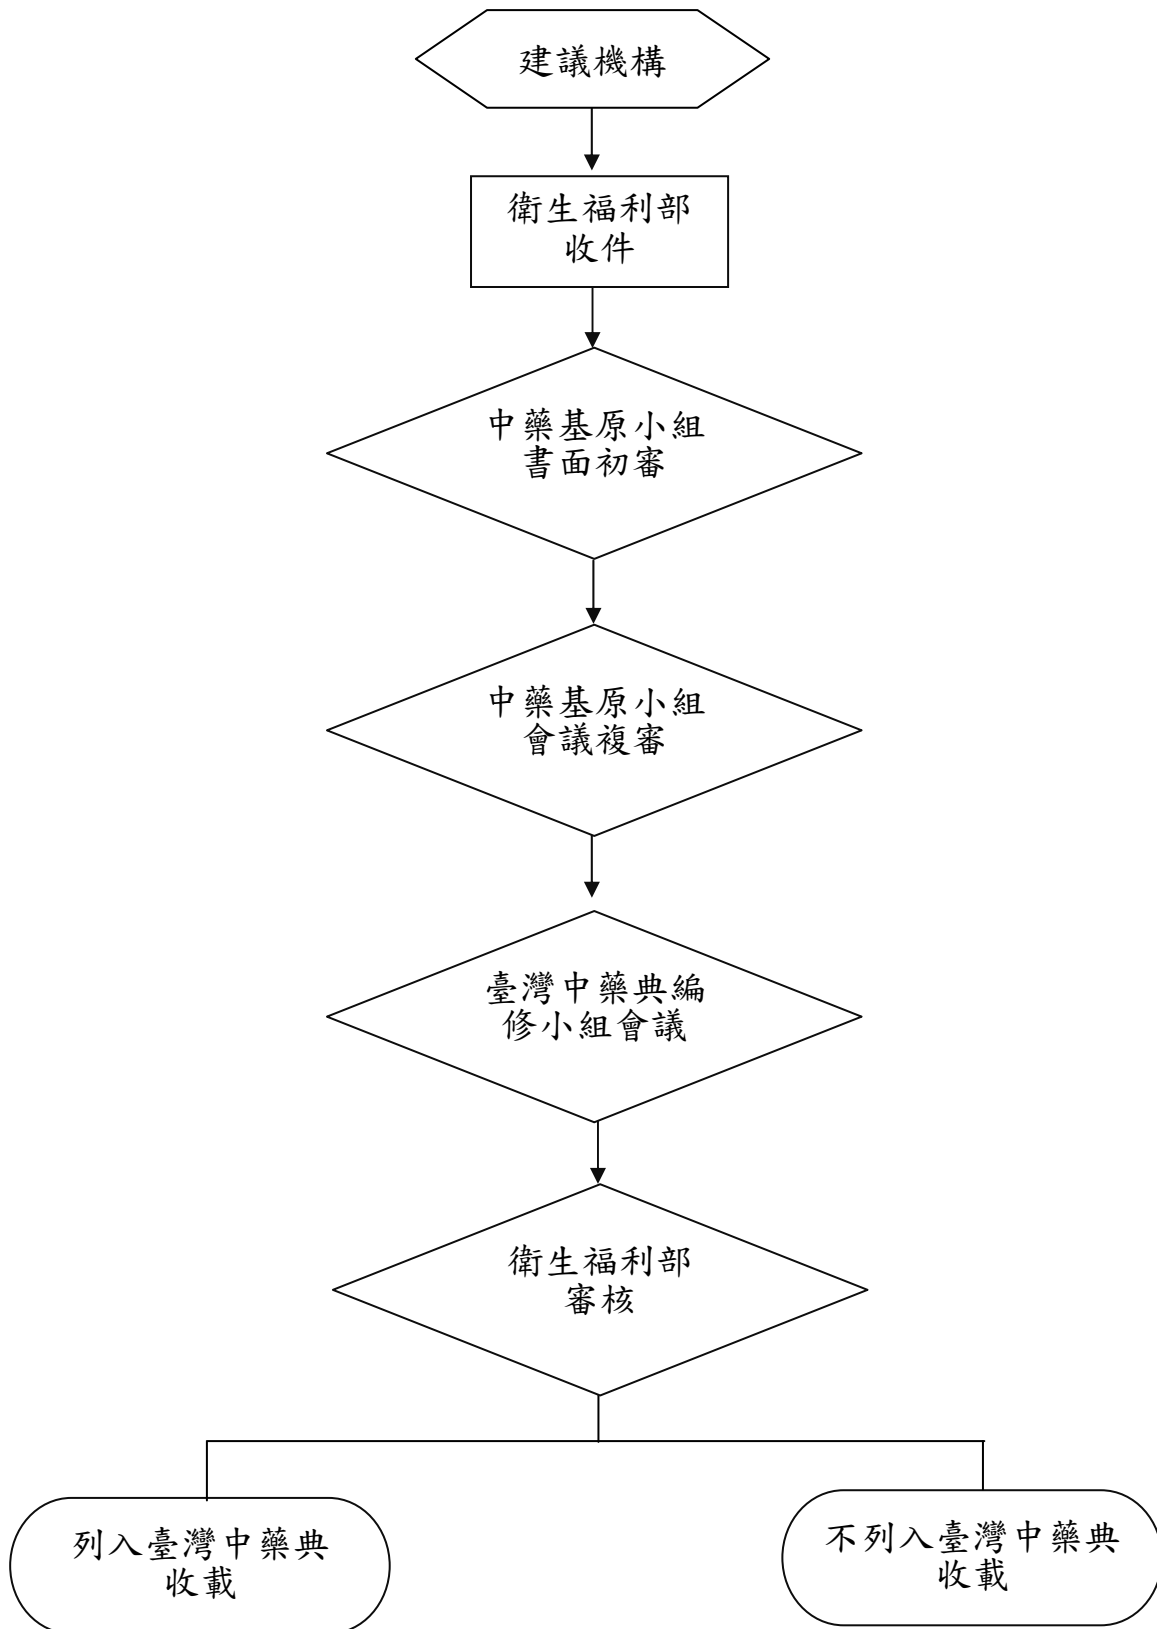 建議機構
衛生福利部
收件
中藥基原小組
書面初審
中藥基原小組
會議複審
臺灣中藥典編
修小組會議
衛生福利部
審核
列入臺灣中藥典
收載
不列入臺灣中藥典
收載